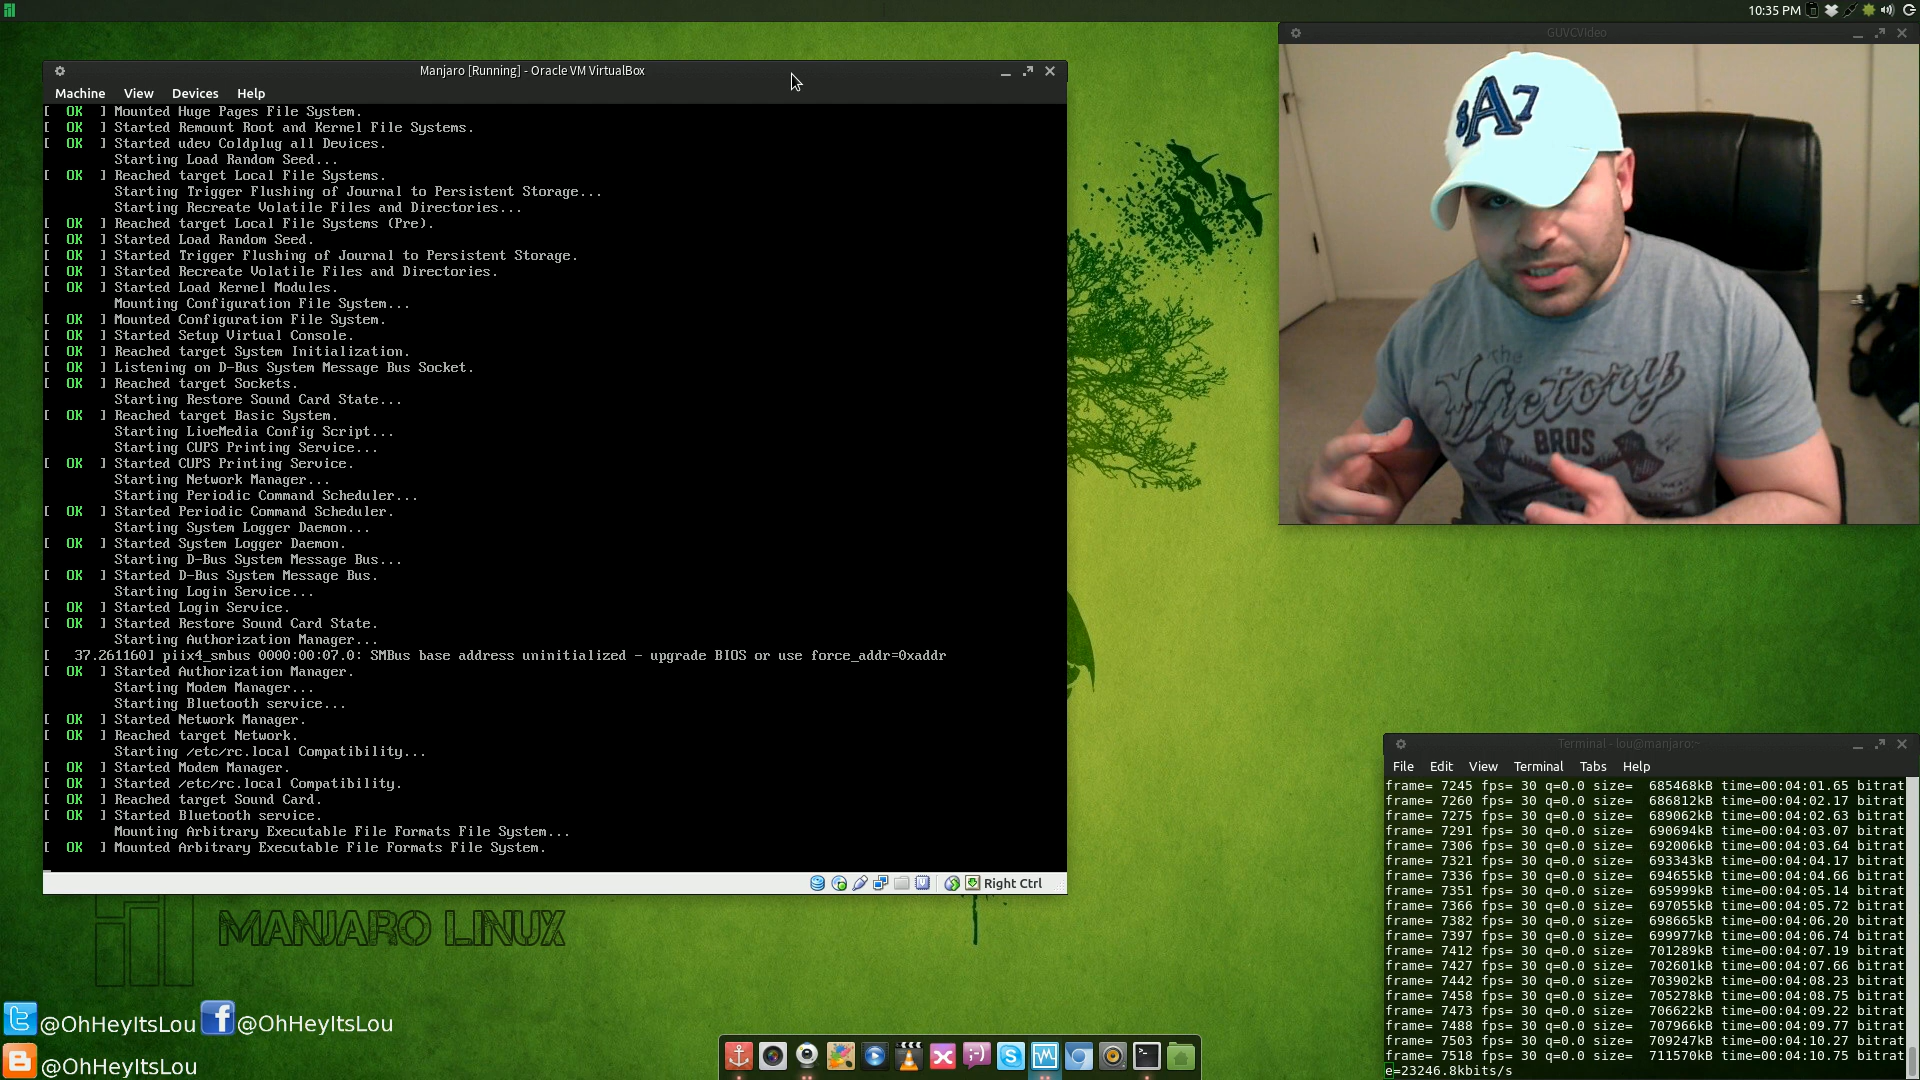 10:35 PM
Manjaro [Running] - Oracle VM VirtualBox
Machine View Devices Help
[ OK ] Mounted Huge Pages File System.
[ OK ] Started Remount Root and Kernel File Systems.
[ OK ] Started udev Coldplug all Devices.
Starting Load Random Seed...
[ OK ] Reached target Local File Systems.
Starting Trigger Flushing of Journal to Persistent Storage...
Starting Recreate Volatile Files and Directories...
[ OK ] Reached target Local File Systems (Pre).
[ OK ] Started Load Random Seed.
[ OK ] Started Trigger Flushing of Journal to Persistent Storage.
[ OK ] Started Recreate Volatile Files and Directories.
[ OK ] Started Load Kernel Modules.
Mounting Configuration File System...
[ OK ] Mounted Configuration File System.
[ OK ] Started Setup Virtual Console.
[ OK ] Reached target System Initialization.
[ OK ] Listening on D-Bus System Message Bus Socket.
[ OK ] Reached target Sockets.
Starting Restore Sound Card State...
[ OK ] Reached target Basic System.
Starting LiveMedia Config Script...
Starting CUPS Printing Service...
[ OK ] Started CUPS Printing Service.
Starting Network Manager...
Starting Periodic Command Scheduler...
[ OK ] Started Periodic Command Scheduler.
Starting System Logger Daemon...
[ OK ] Started System Logger Daemon.
Starting D-Bus System Message Bus...
[ OK ] Started D-Bus System Message Bus.
Starting Login Service...
[ OK ] Started Login Service.
[ OK ] Started Restore Sound Card State.
Starting Authorization Manager...
[ 37.261160] piix4_smbus 0000:00:07.0: SMBus base address uninitialized - upgrade BIOS or use force_addr=0xaddr
[ OK ] Started Authorization Manager.
Starting Modem Manager...
Starting Bluetooth service...
[ OK ] Started Network Manager.
[ OK ] Reached target Network.
Starting /etc/rc.local Compatibility...
[ OK ] Started Modem Manager.
[ OK ] Started /etc/rc.local Compatibility.
[ OK ] Reached target Sound Card.
[ OK ] Started Bluetooth service.
Mounting Arbitrary Executable File Formats File System...
[ OK ] Mounted Arbitrary Executable File Formats File System.
Right Ctrl
MANJARO LINUX
@OhHeyItsLou @OhHeyItsLou
@OhHeyItsLou
GUVCVideo
8A7
the
Victory
BROS
Terminal - lou@manjaro:~
File Edit View Terminal Tabs Help
frame= 7245 fps= 30 q=0.0 size= 685468kB time=00:04:01.65 bitrat
frame= 7260 fps= 30 q=0.0 size= 686812kB time=00:04:02.17 bitrat
frame= 7275 fps= 30 q=0.0 size= 689062kB time=00:04:02.63 bitrat
frame= 7291 fps= 30 q=0.0 size= 690694kB time=00:04:03.07 bitrat
frame= 7306 fps= 30 q=0.0 size= 692006kB time=00:04:03.64 bitrat
frame= 7321 fps= 30 q=0.0 size= 693343kB time=00:04:04.17 bitrat
frame= 7336 fps= 30 q=0.0 size= 694655kB time=00:04:04.66 bitrat
frame= 7351 fps= 30 q=0.0 size= 695999kB time=00:04:05.14 bitrat
frame= 7366 fps= 30 q=0.0 size= 697055kB time=00:04:05.72 bitrat
frame= 7382 fps= 30 q=0.0 size= 698665kB time=00:04:06.20 bitrat
frame= 7397 fps= 30 q=0.0 size= 699977kB time=00:04:06.74 bitrat
frame= 7412 fps= 30 q=0.0 size= 701289kB time=00:04:07.19 bitrat
frame= 7427 fps= 30 q=0.0 size= 702601kB time=00:04:07.66 bitrat
frame= 7442 fps= 30 q=0.0 size= 703902kB time=00:04:08.23 bitrat
frame= 7458 fps= 30 q=0.0 size= 705278kB time=00:04:08.75 bitrat
frame= 7473 fps= 30 q=0.0 size= 706622kB time=00:04:09.22 bitrat
frame= 7488 fps= 30 q=0.0 size= 707966kB time=00:04:09.77 bitrat
frame= 7503 fps= 30 q=0.0 size= 709247kB time=00:04:10.27 bitrat
frame= 7518 fps= 30 q=0.0 size= 711570kB time=00:04:10.75 bitrat
e=23246.8kbits/s